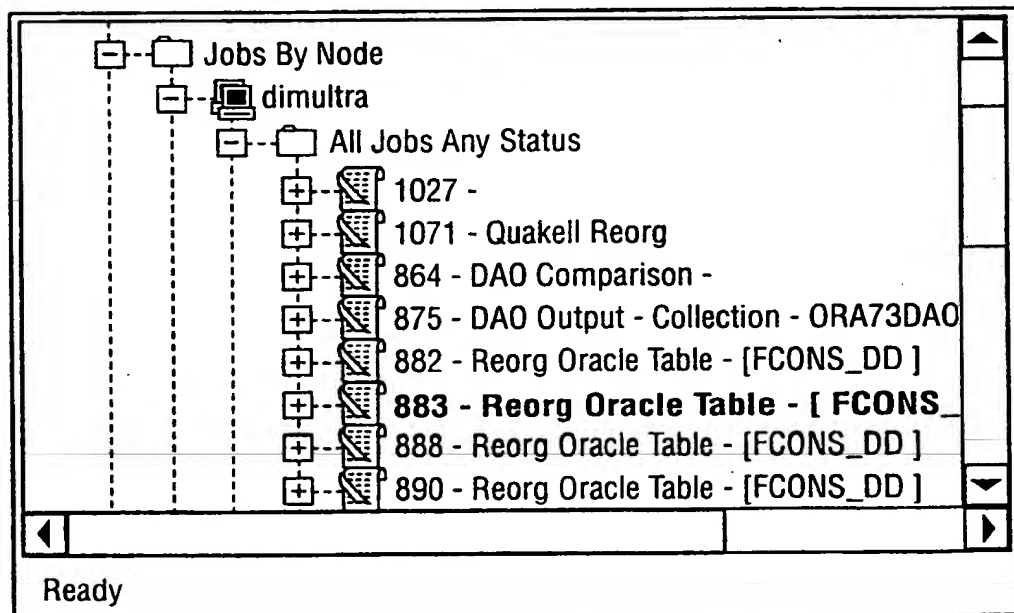 Jobs By Node
dimultra
All Jobs Any Status
1027 -
1071 - Quakell Reorg
864 - DAO Comparison -
875 - DAO Output - Collection - ORA73DAO
882 - Reorg Oracle Table - [FCONS_DD ]
883 - Reorg Oracle Table - [ FCONS_
888 - Reorg Oracle Table - [FCONS_DD ]
890 - Reorg Oracle Table - [FCONS_DD ]
Ready